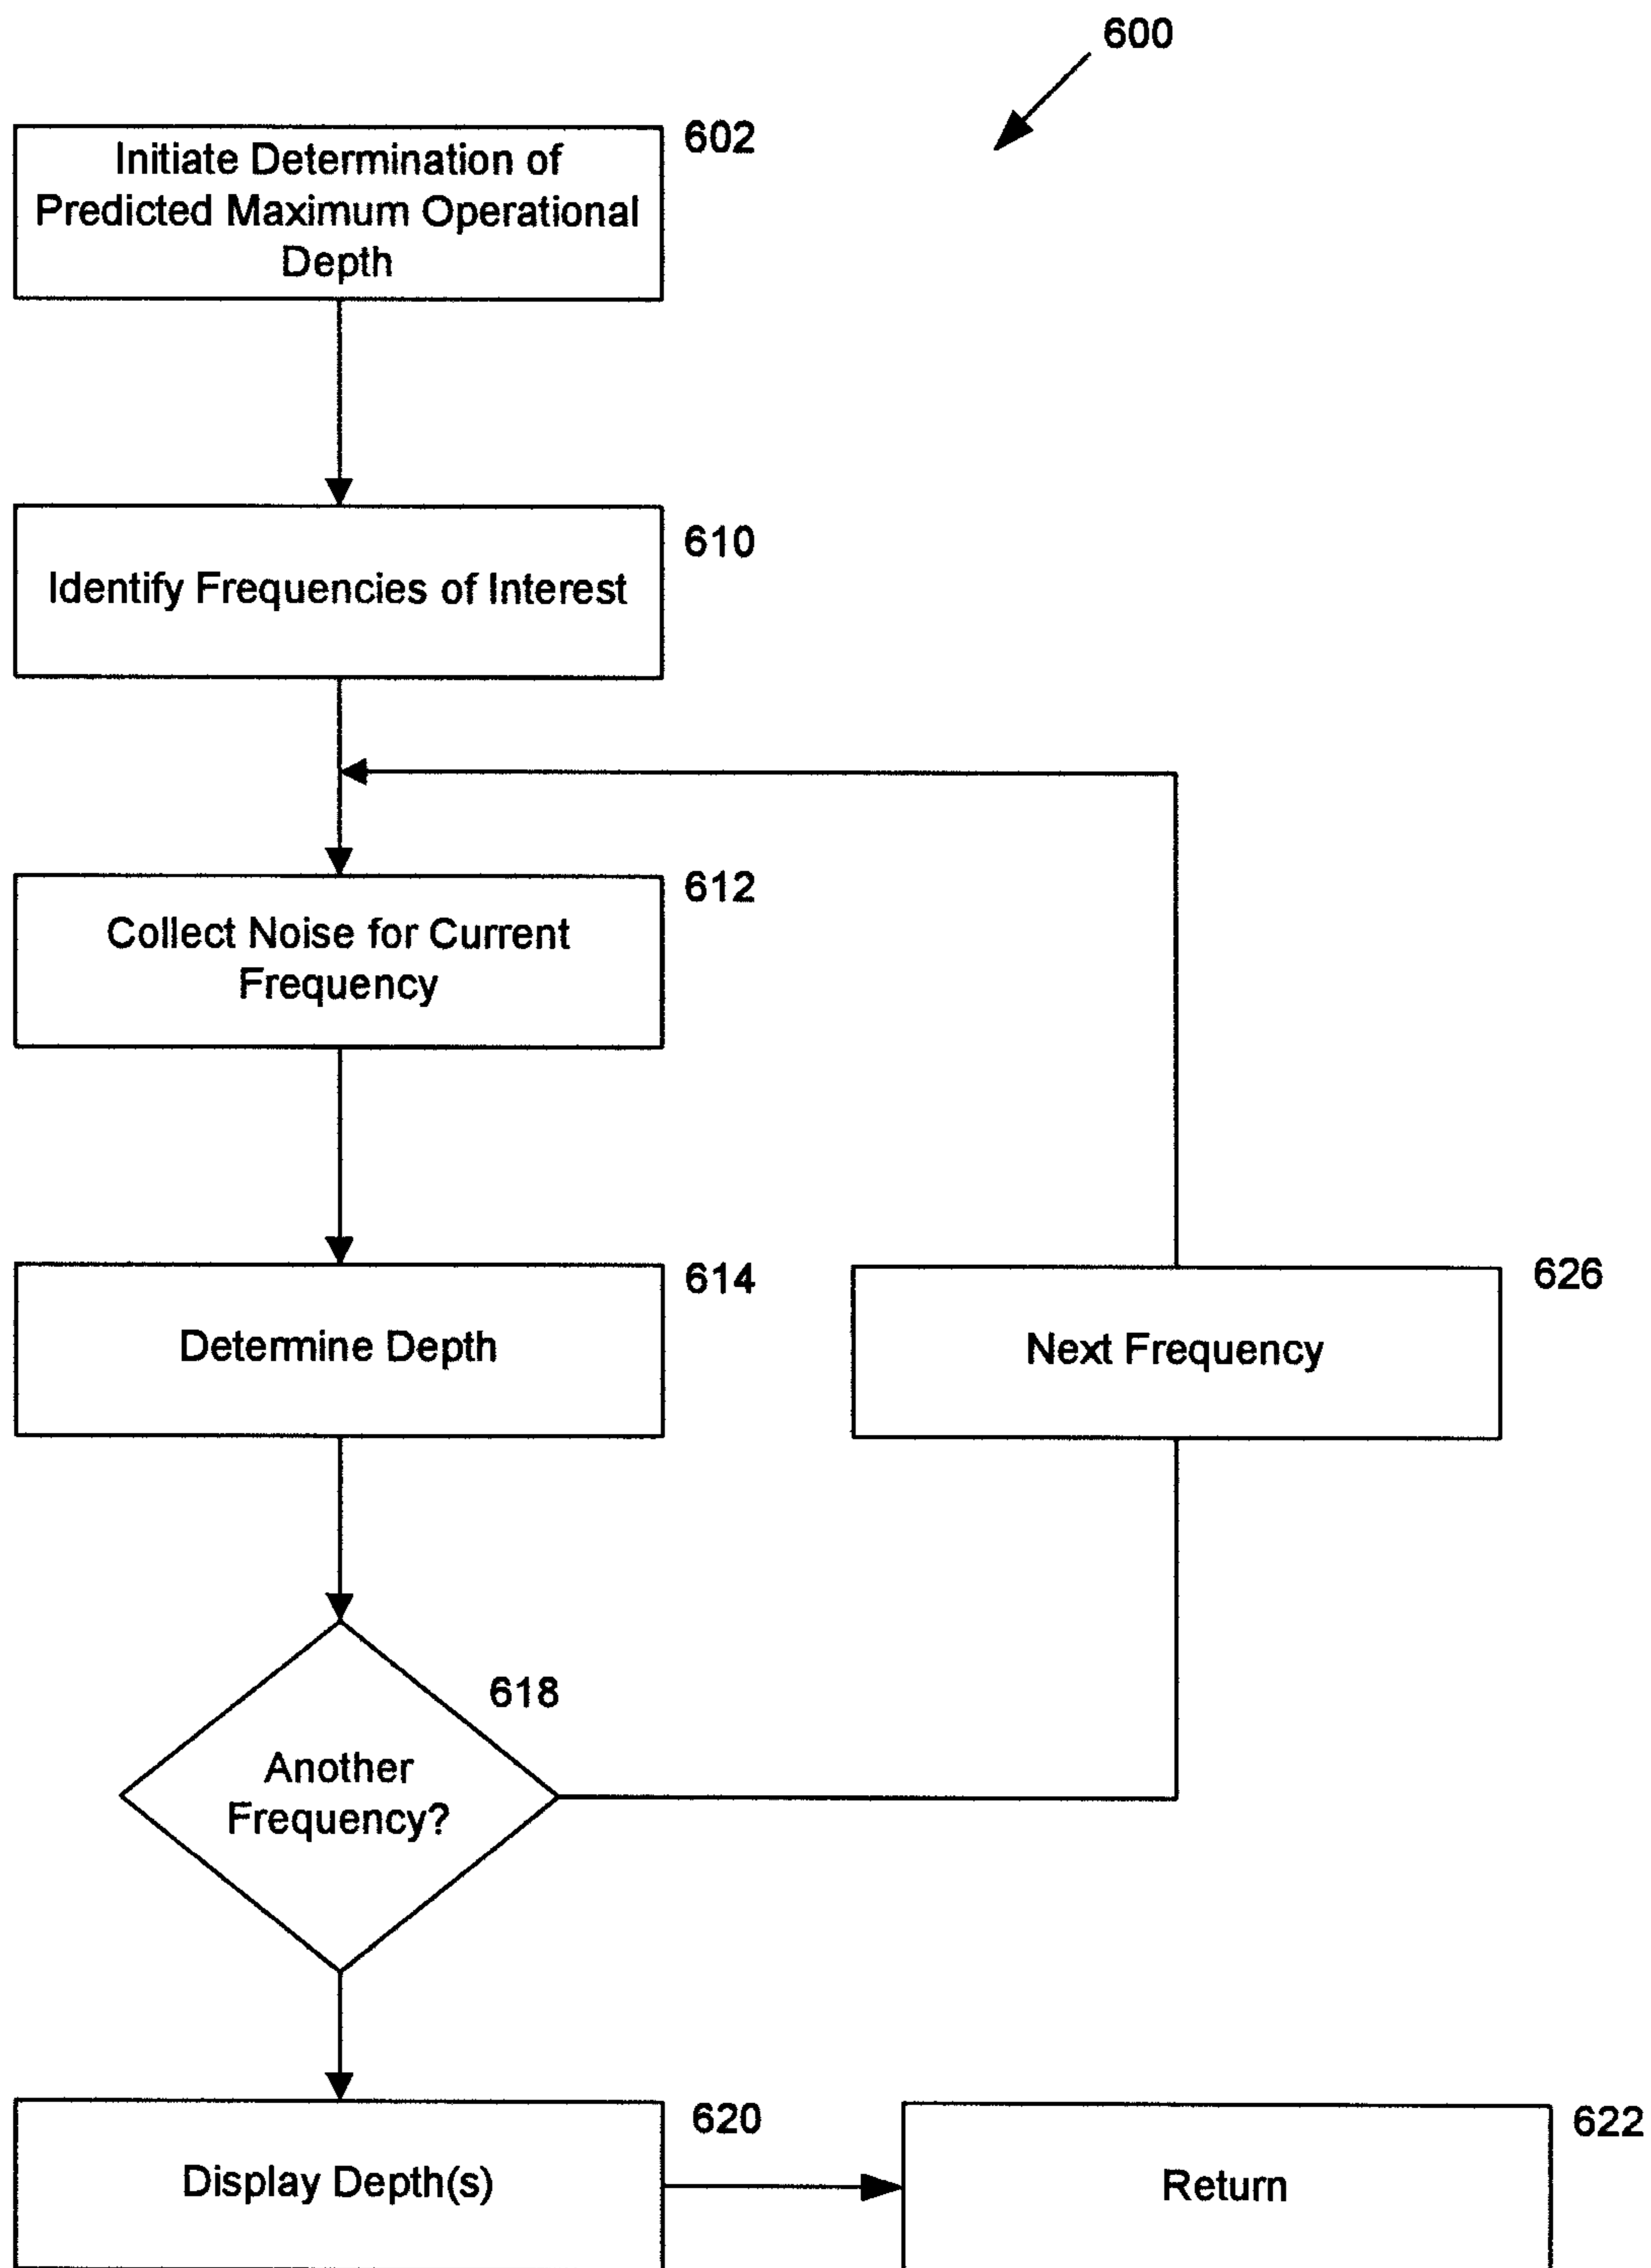 600
602
Initiate Determination of
Predicted Maximum Operational
Depth
610
Identify Frequencies of Interest
612
Collect Noise for Current
Frequency
614
Determine Depth
626
Next Frequency
618
Another
Frequency?
620
Display Depth(s)
622
Return